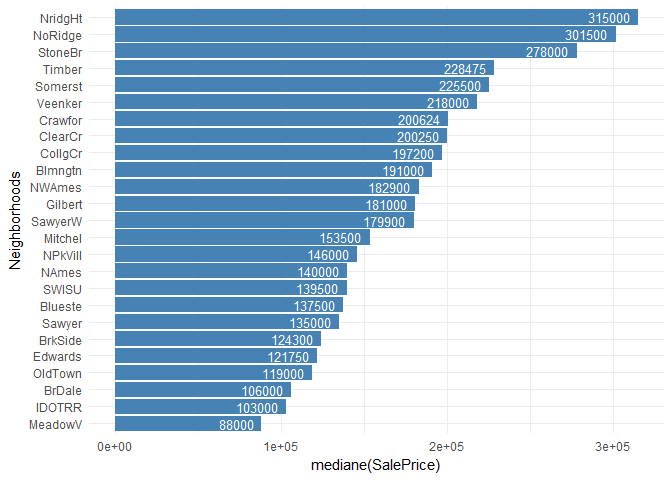 NridgHt 315000
NoRidge 301500
StoneBr 278000
Timber 228475
Somerst 225500
Veenker 218000
Crawfor 200624
ClearCr 200250
CollgCr 197200
Blmngtn 191000
NWAmes 182900
Gilbert 181000
SawyerW 179900
Mitchel 153500
NPkVill 146000
NAmes 140000
SWISU 139500
Blueste 137500
Sawyer 135000
BrkSide 124300
Edwards 121750
OldTown 119000
BrDale 106000
IDOTRR 103000
MeadowV 88000
Neighborhoods
0e+00 1e+05 2e+05 3e+05
mediane(SalePrice)